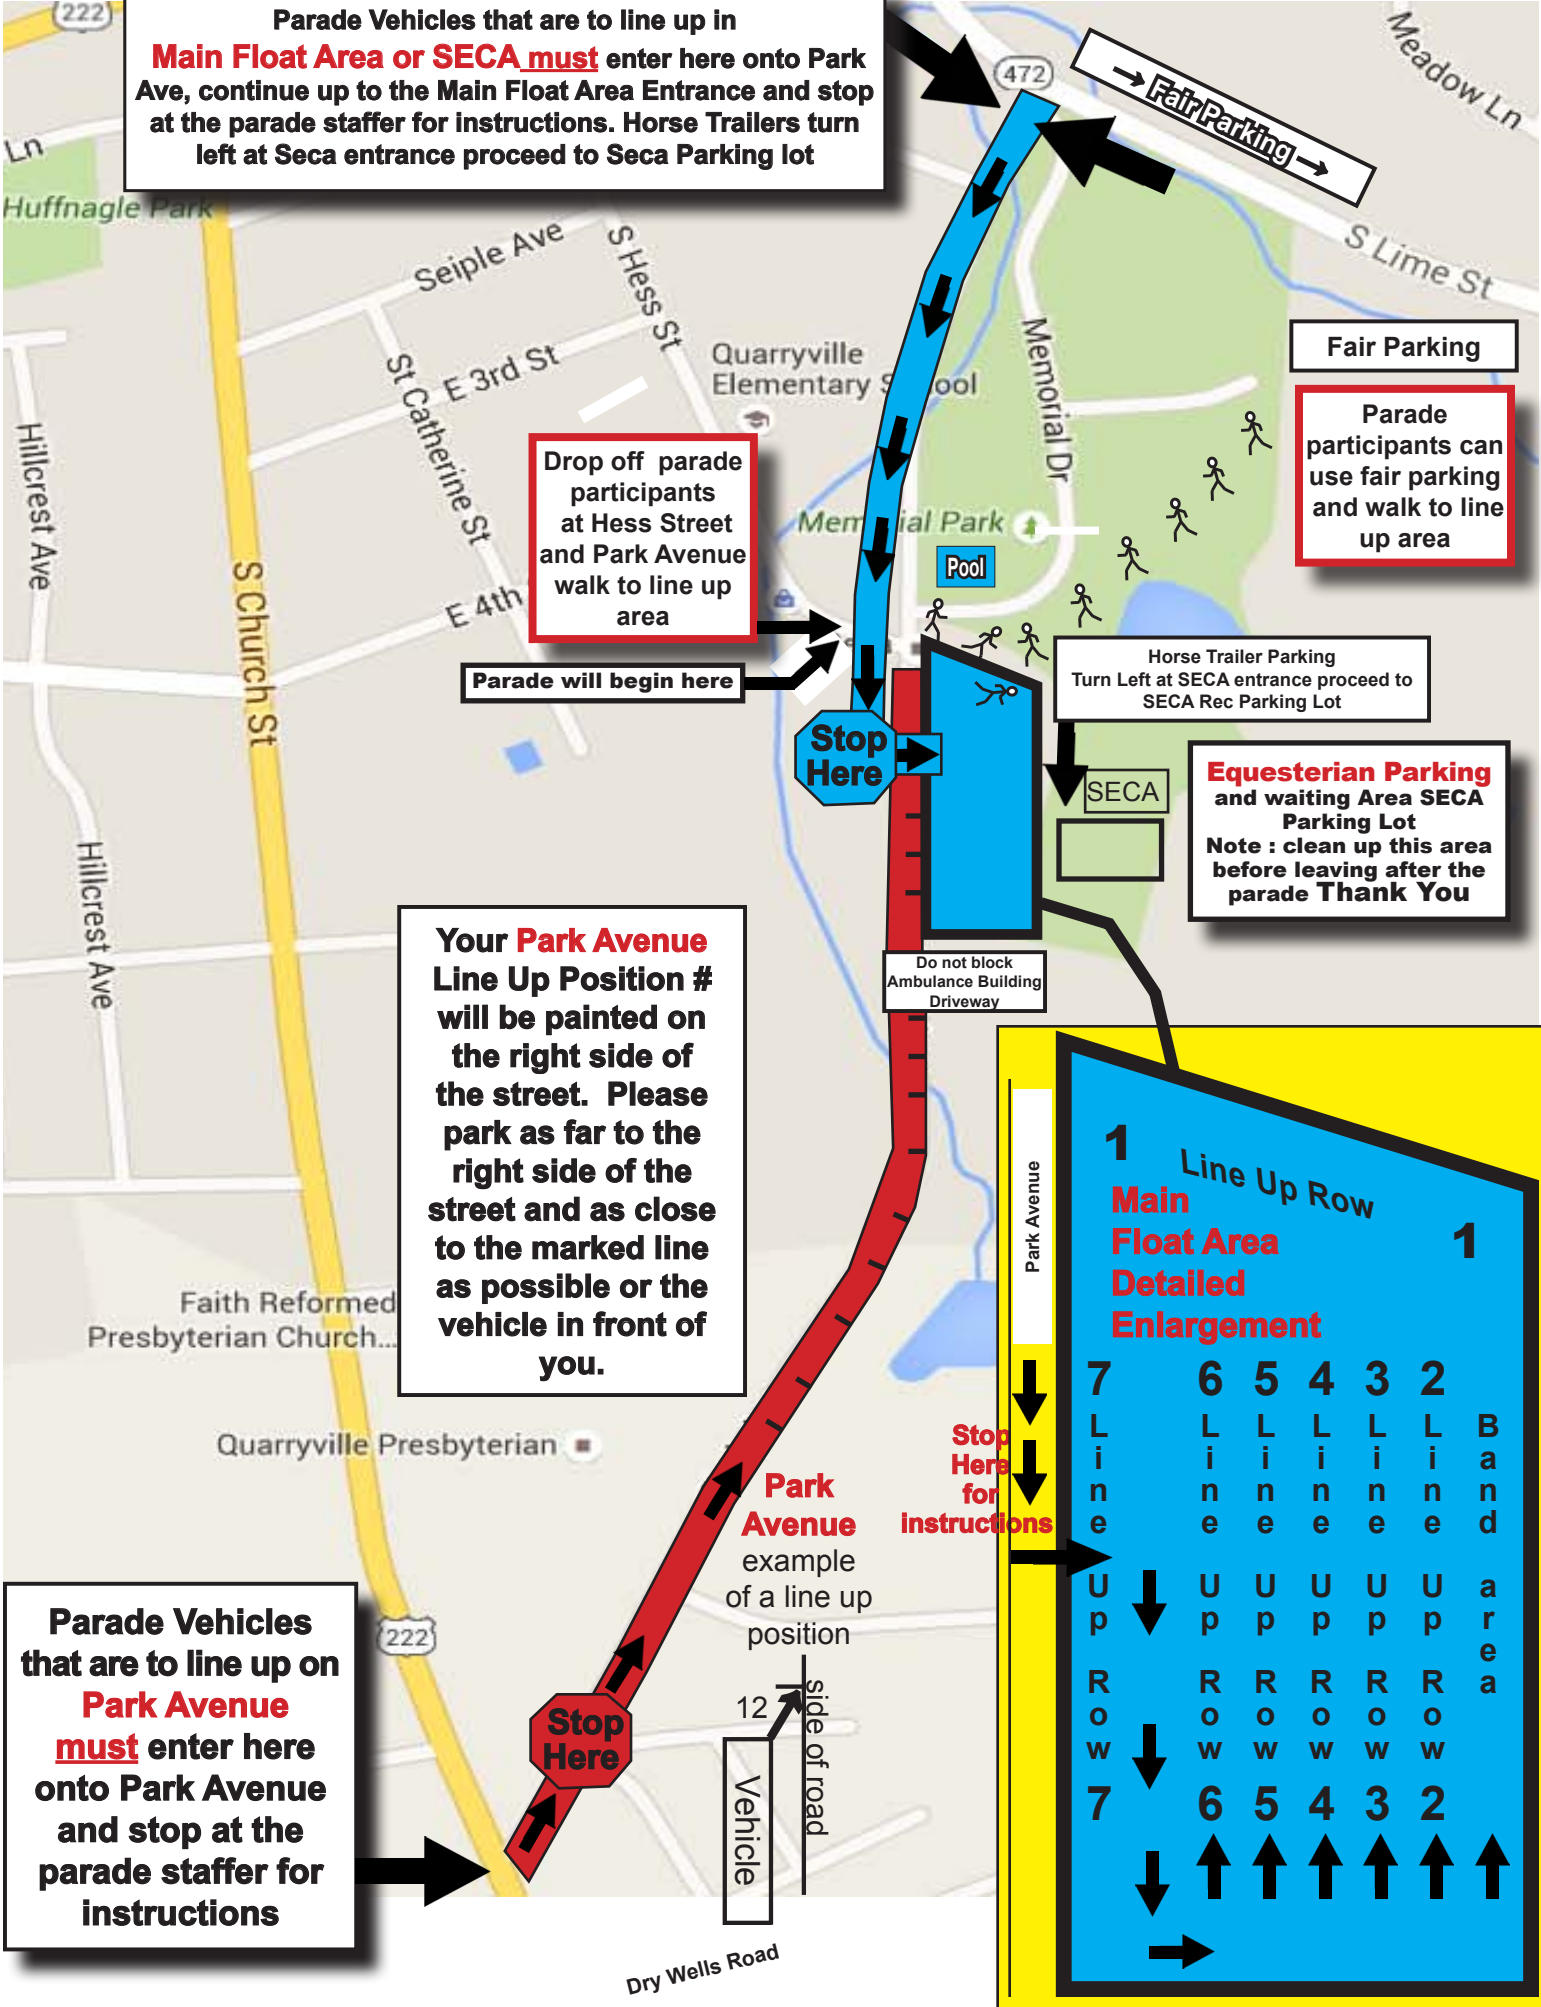 222
Parade Vehicles that are to line up in
Main Float Area or SECA must enter here onto Park
Ave, continue up to the Main Float Area Entrance and stop
at the parade staffer for instructions. Horse Trailers turn
left at Seca entrance proceed to Seca Parking lot
472
Fair Parking
Meadow Ln
Ln
Huffnagle Park
Seiple Ave
S Hess St
S Lime St
E 3rd St
St Catherine St
Quarryville
Elementary S ool
Memorial Dr
Fair Parking
Parade
participants can
use fair parking
and walk to line
up area
Hillcrest Ave
S Church St
Drop off parade
participants
at Hess Street
and Park Avenue
walk to line up
area
E 4th
Mem ial Park
Pool
Parade will begin here
Horse Trailer Parking
Turn Left at SECA entrance proceed to
SECA Rec Parking Lot
Stop
Here
SECA
Equesterian Parking
and waiting Area SECA
Parking Lot
Note : clean up this area
before leaving after the
parade Thank You
Hillcrest Ave
Your Park Avenue
Line Up Position #
will be painted on
the right side of
the street. Please
park as far to the
right side of the
street and as close
to the marked line
as possible or the
vehicle in front of
you.
Do not block
Ambulance Building
Driveway
Park Avenue
1
Line Up Row
1
Main
Float Area
Detailed
Enlargement
7 6 5 4 3 2
Line Up Row
Line Up Row
Line Up Row
Line Up Row
Line Up Row
Line Up Row
Band area
7 6 5 4 3 2
Stop
Here
for
instructions
Faith Reformed
Presbyterian Church...
Quarryville Presbyterian
Park
Avenue
example
of a line up
position
222
12
side of road
Vehicle
Stop
Here
Parade Vehicles
that are to line up on
Park Avenue
must enter here
onto Park Avenue
and stop at the
parade staffer for
instructions
Dry Wells Road